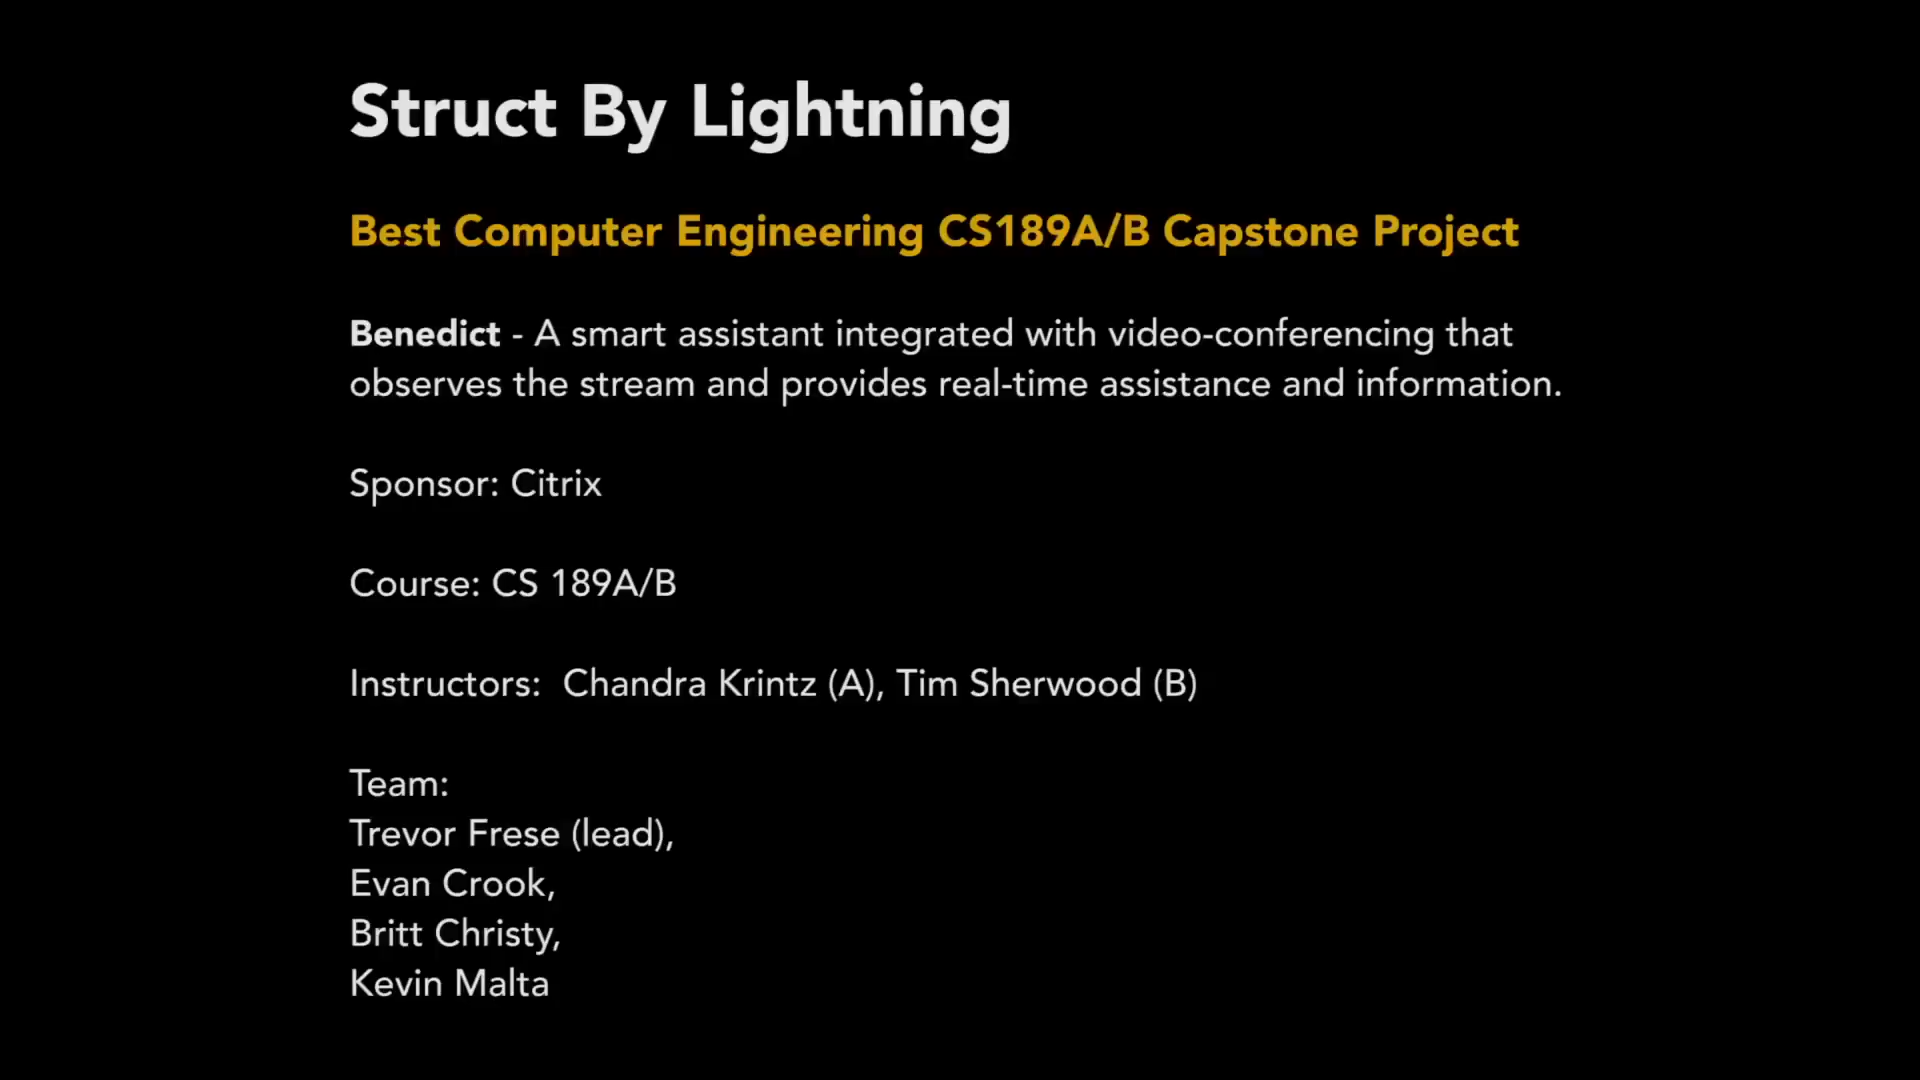 Struct By Lightning
Best Computer Engineering CS189A/B Capstone Project
Benedict - A smart assistant integrated with video-conferencing that
observes the stream and provides real-time assistance and information.
Sponsor: Citrix
Course: CS 189A/B
Instructors:  Chandra Krintz (A), Tim Sherwood (B)
Team:
Trevor Frese (lead),
Evan Crook,
Britt Christy,
Kevin Malta